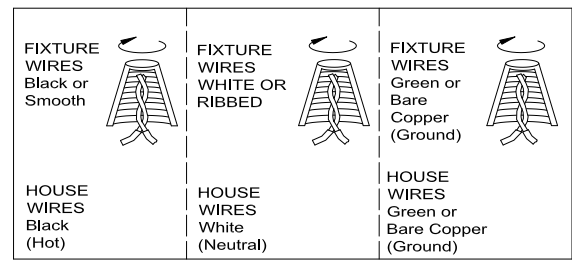 FIXTURE
WIRES
Black or
Smooth
HOUSE
WIRES
Black
(Hot)
FIXTURE
WIRES
WHITE OR
RIBBED
HOUSE
WIRES
White
(Neutral)
FIXTURE
WIRES
Green or
Bare
Copper
(Ground)
HOUSE
WIRES
Green or
Bare Copper
(Ground)